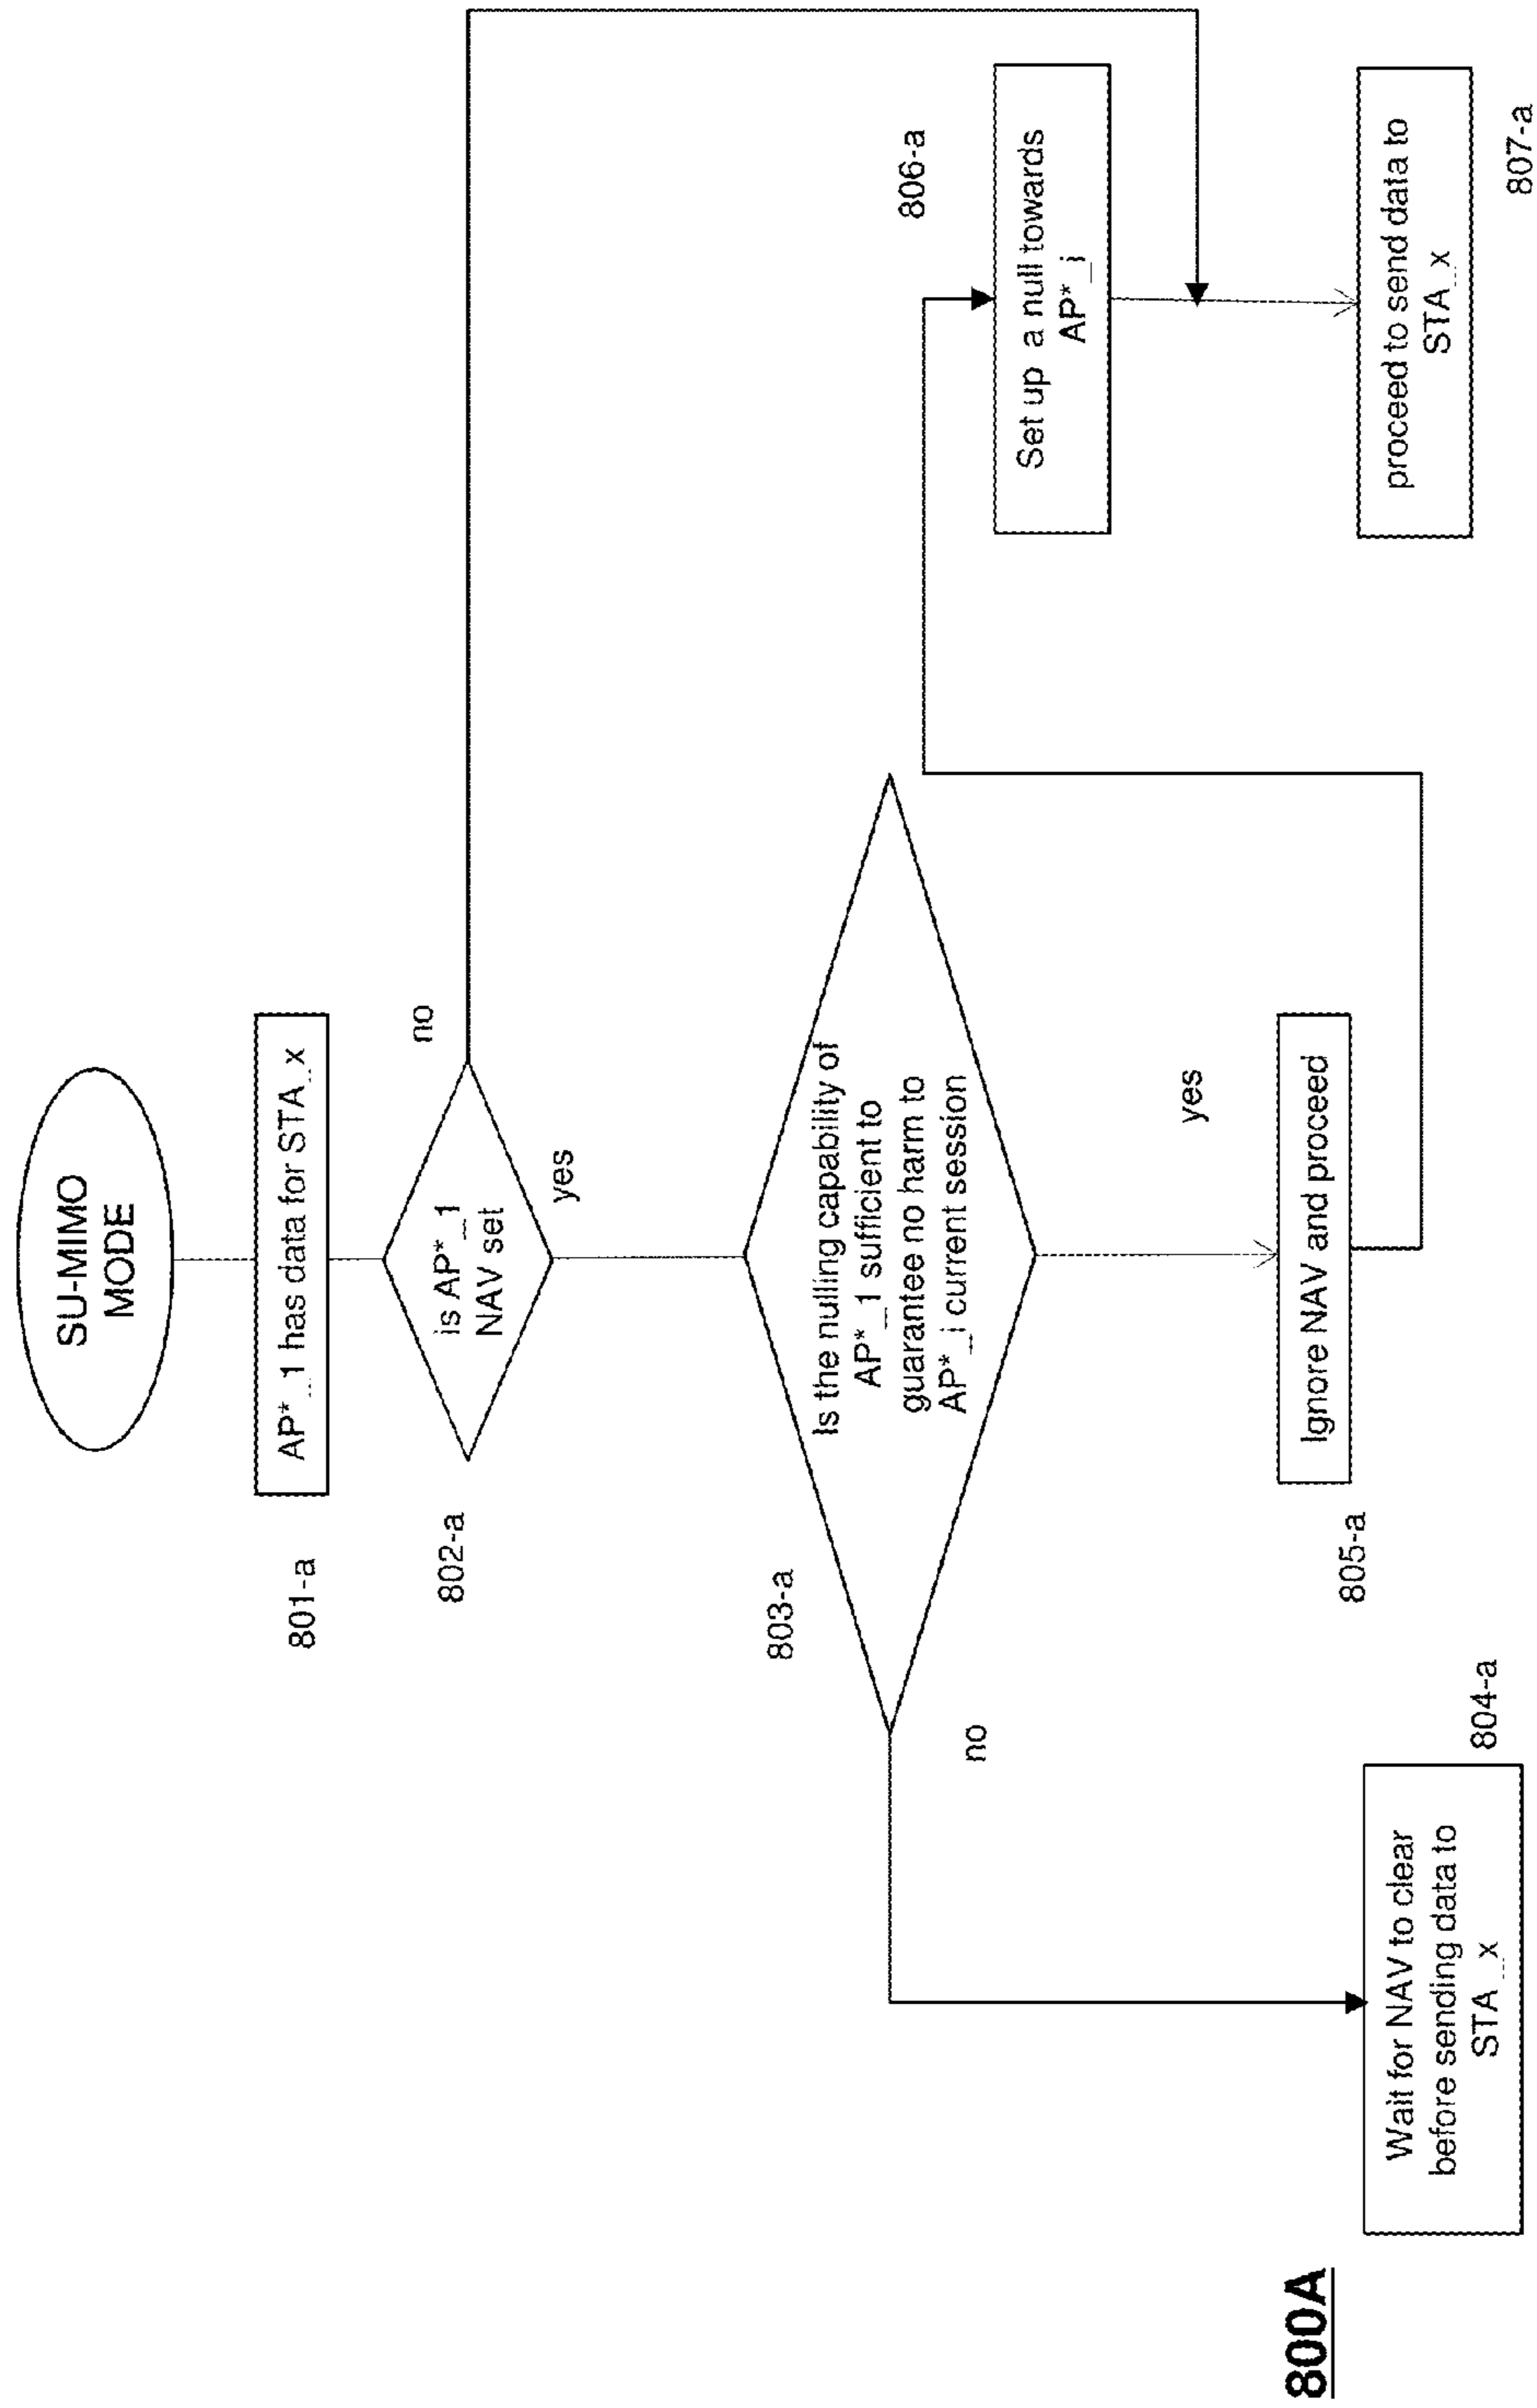 SU-MIMO
MODE
801-a
AP*_1 has data for STA_x
802-a
is AP*_1
NAV set
no
yes
803-a
Is the nulling capability of
AP*_1 sufficient to
guarantee no harm to
AP*_i current session
no
yes
804-a
Wait for NAV to clear
before sending data to
STA_x
805-a
Ignore NAV and proceed
806-a
Set up a null towards
AP*_i
proceed to send data to
STA_x
807-a
800A